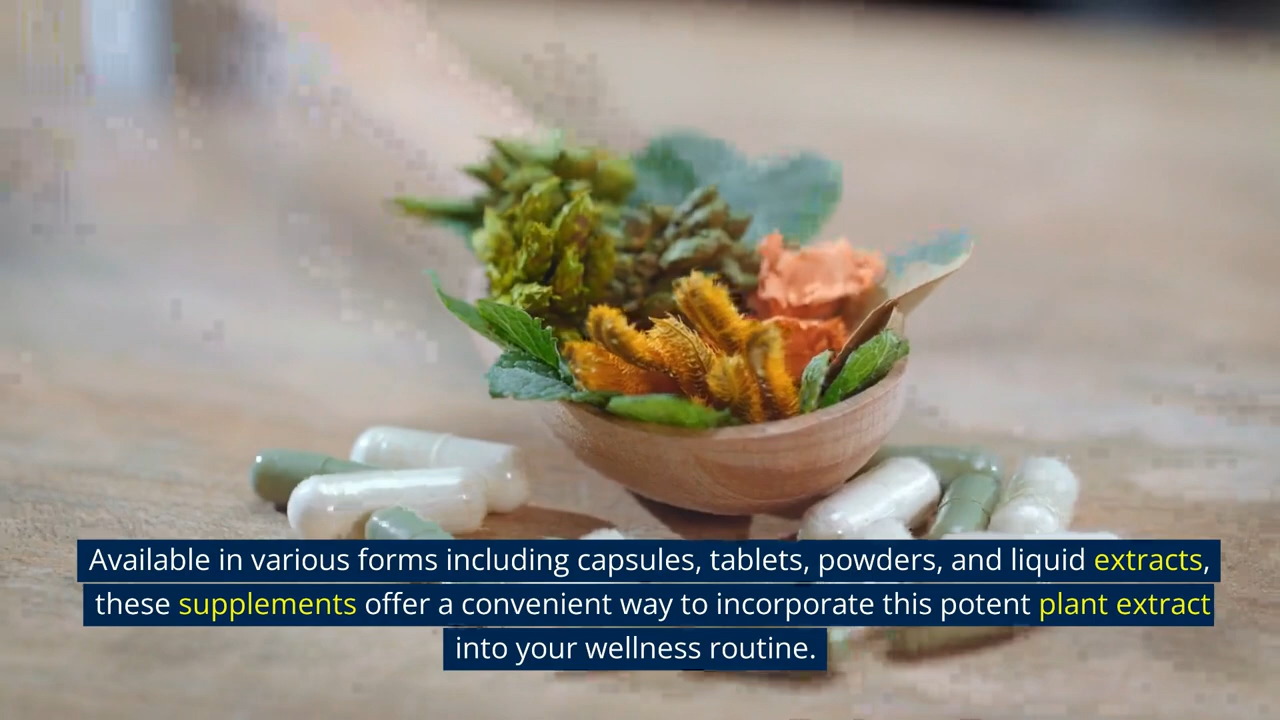 Available in various forms including capsules, tablets, powders, and liquid extracts,
these supplements offer a convenient way to incorporate this potent plant extract
into your wellness routine.